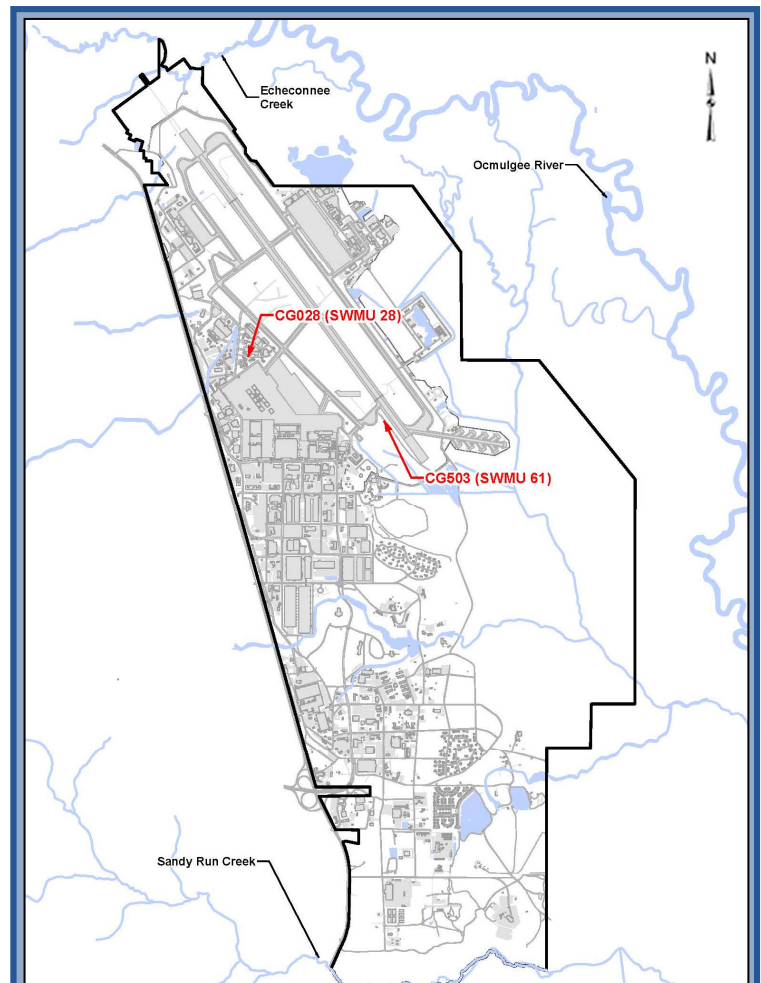 N
Echeconnee
Creek
Ocmulgee River
CG028 (SWMU 28)
CG503 (SWMU 61)
Sandy Run Creek